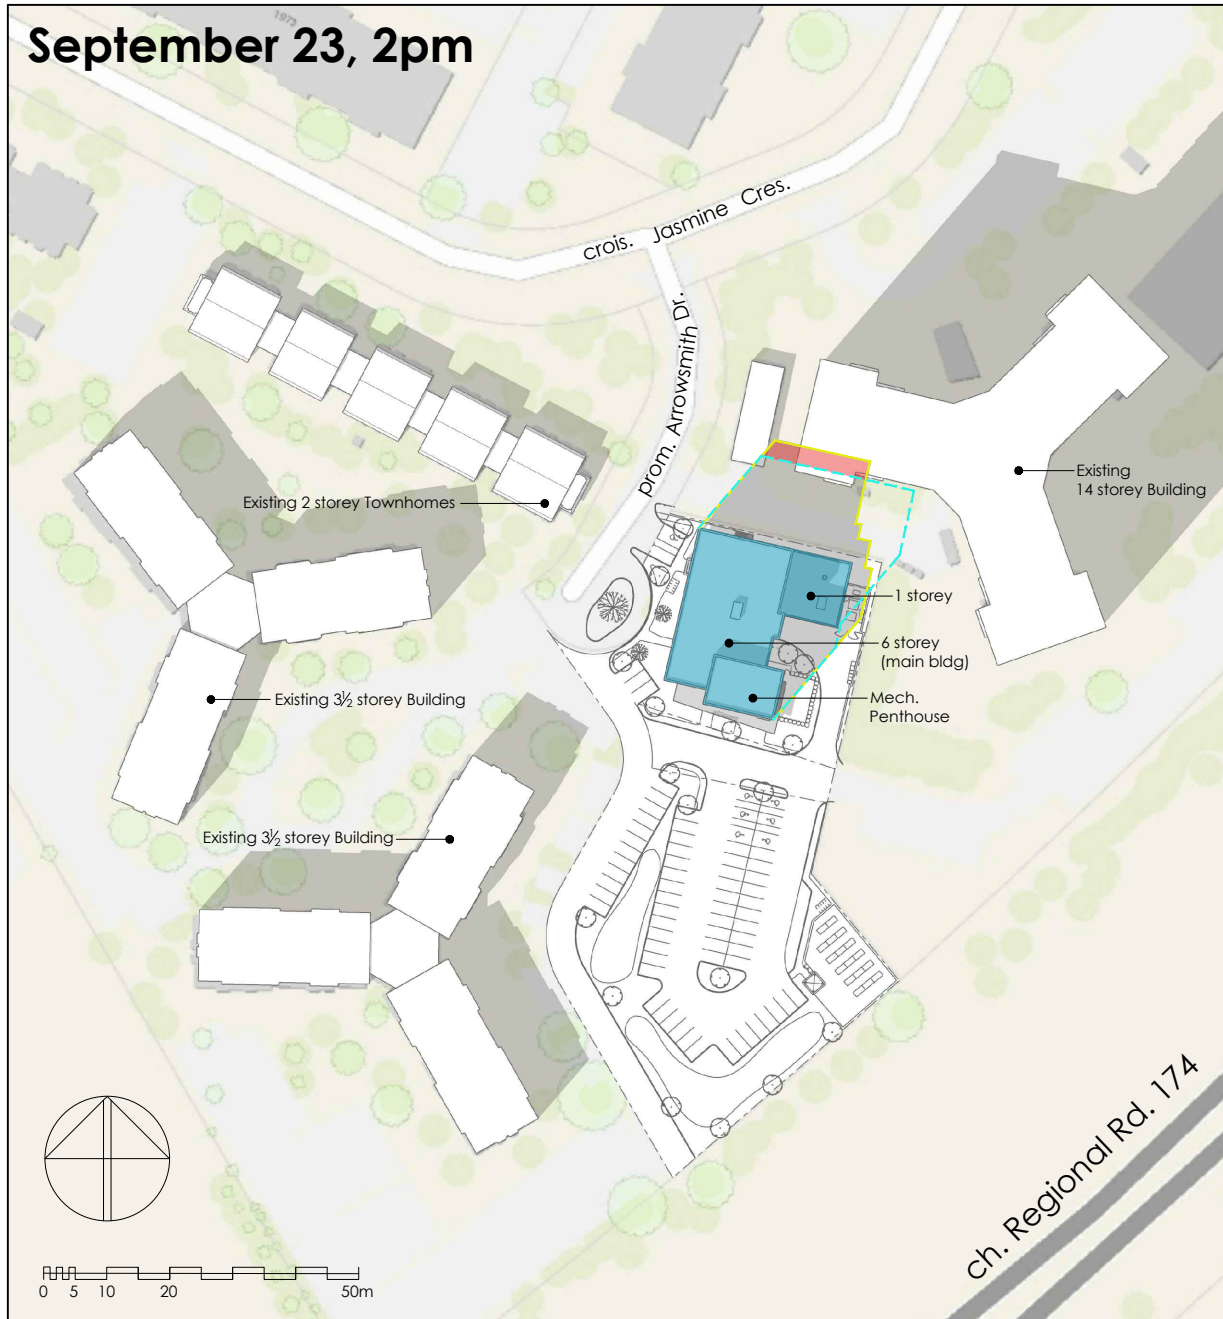 September 23, 2pm
1973
crois. Jasmine Cres.
prom. Arrowsmith Dr.
Existing 2 storey Townhomes
Existing
14 storey Building
1 storey
6 storey
(main bldg)
Mech.
Penthouse
Existing 3½ storey Building
Existing 3½ storey Building
ch. Regional Rd. 174
0 5 10 20 50m